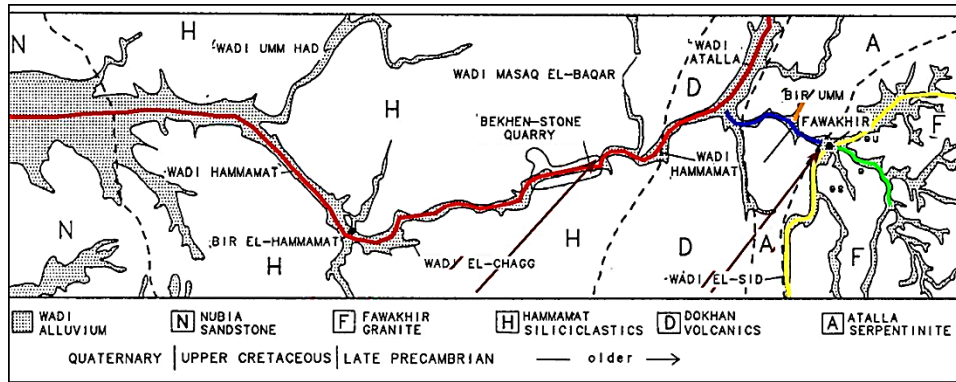 N
H
WADI UMM HAD
WADI MASAQ EL-BAQAR
WADI
ATALLA
A
D
BIR UMM
FAWAKHIR
F
H
BEKHEN-STONE
QUARRY
WADI HAMMAMAT
WADI
HAMMAMAT
N
BIR EL-HAMMAMAT
H
WADI EL-CHAGG
H
D
A
WADI EL-SID
F
WADI
ALLUVIUM
N NUBIA
SANDSTONE
F FAWAKHIR
GRANITE
H HAMMAMAT
SILICICLASTICS
D DOKHAN
VOLCANICS
A ATALLA
SERPENTINITE
QUATERNARY | UPPER CRETACEOUS | LATE PRECAMBRIAN — older →